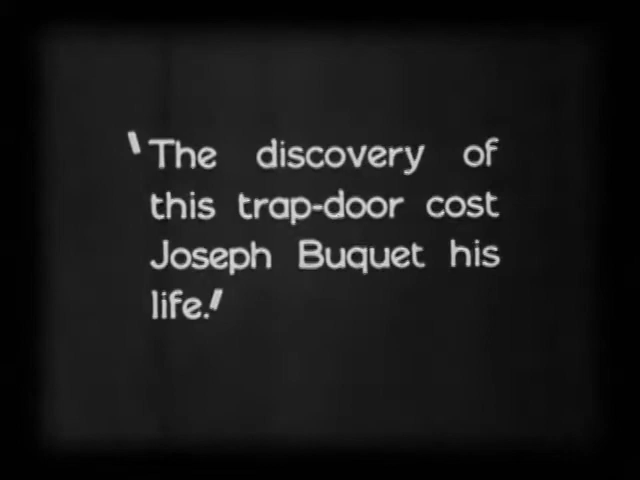 "The discovery of
this trap-door cost
Joseph Buquet his
life."